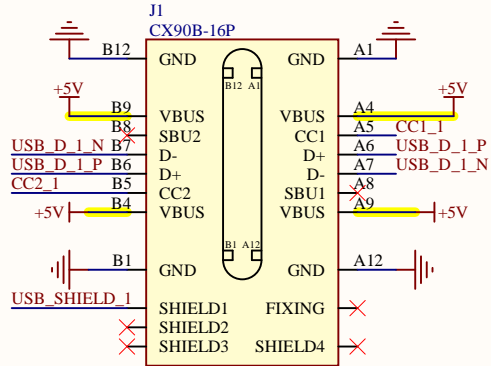 J1
CX90B-16P
B12 GND GND A1
B12 A1
+5V +5V
B9 VBUS VBUS A4
B8 SBU2 CC1 A5 CC1_1
USB_D_1_N B7 D- D+ A6 USB_D_1_P
USB_D_1_P B6 D+ D- A7 USB_D_1_N
CC2_1 B5 CC2 SBU1 A8
+5V B4 VBUS VBUS A9 +5V
B1 A12
B1 GND GND A12
USB_SHIELD_1 SHIELD1 FIXING
SHIELD2
SHIELD3 SHIELD4